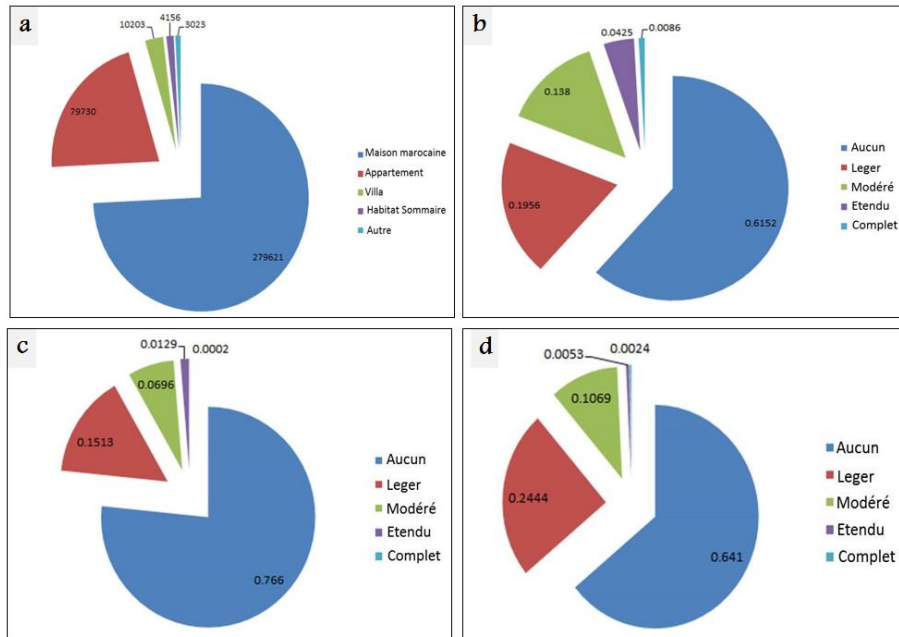 a
10203
4156
3023
79730
279621
Maison marocaine
Appartement
Villa
Habitat Sommaire
Autre
b
0.0425
0.0086
0.138
0.1956
0.6152
Aucun
Leger
Modéré
Etendu
Complet
c
0.0129
0.0002
0.0696
0.1513
0.766
Aucun
Leger
Modéré
Etendu
Complet
d
0.0053
0.0024
0.1069
0.2444
0.641
Aucun
Leger
Modéré
Etendu
Complet